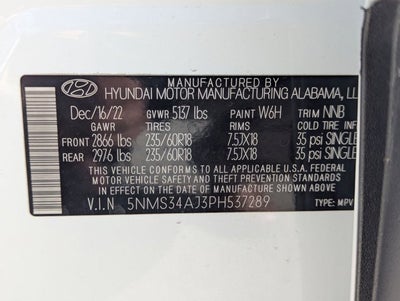 MANUFACTURED BY
HYUNDAI MOTOR MANUFACTURING ALABAMA, LL
Dec/16/22 GVWR 5137 lbs PAINT W6H TRIM NNB
GAWR TIRES RIMS COLD TIRE INF
FRONT 2866 lbs 235/60R18 7.5JX18 35 psi SINGLE
REAR 2976 lbs 235/60R18 7.5JX18 35 psi SINGLE
THIS VEHICLE CONFORMS TO ALL APPLICABLE U.S.A. FEDERAL
MOTOR VEHICLE SAFETY AND THEFT PREVENTION STANDARDS
IN EFFECT ON THE DATE OF MANUFACTURE SHOWN ABOVE.
V.I.N 5NMS34AJ3PH537289 TYPE: MPV